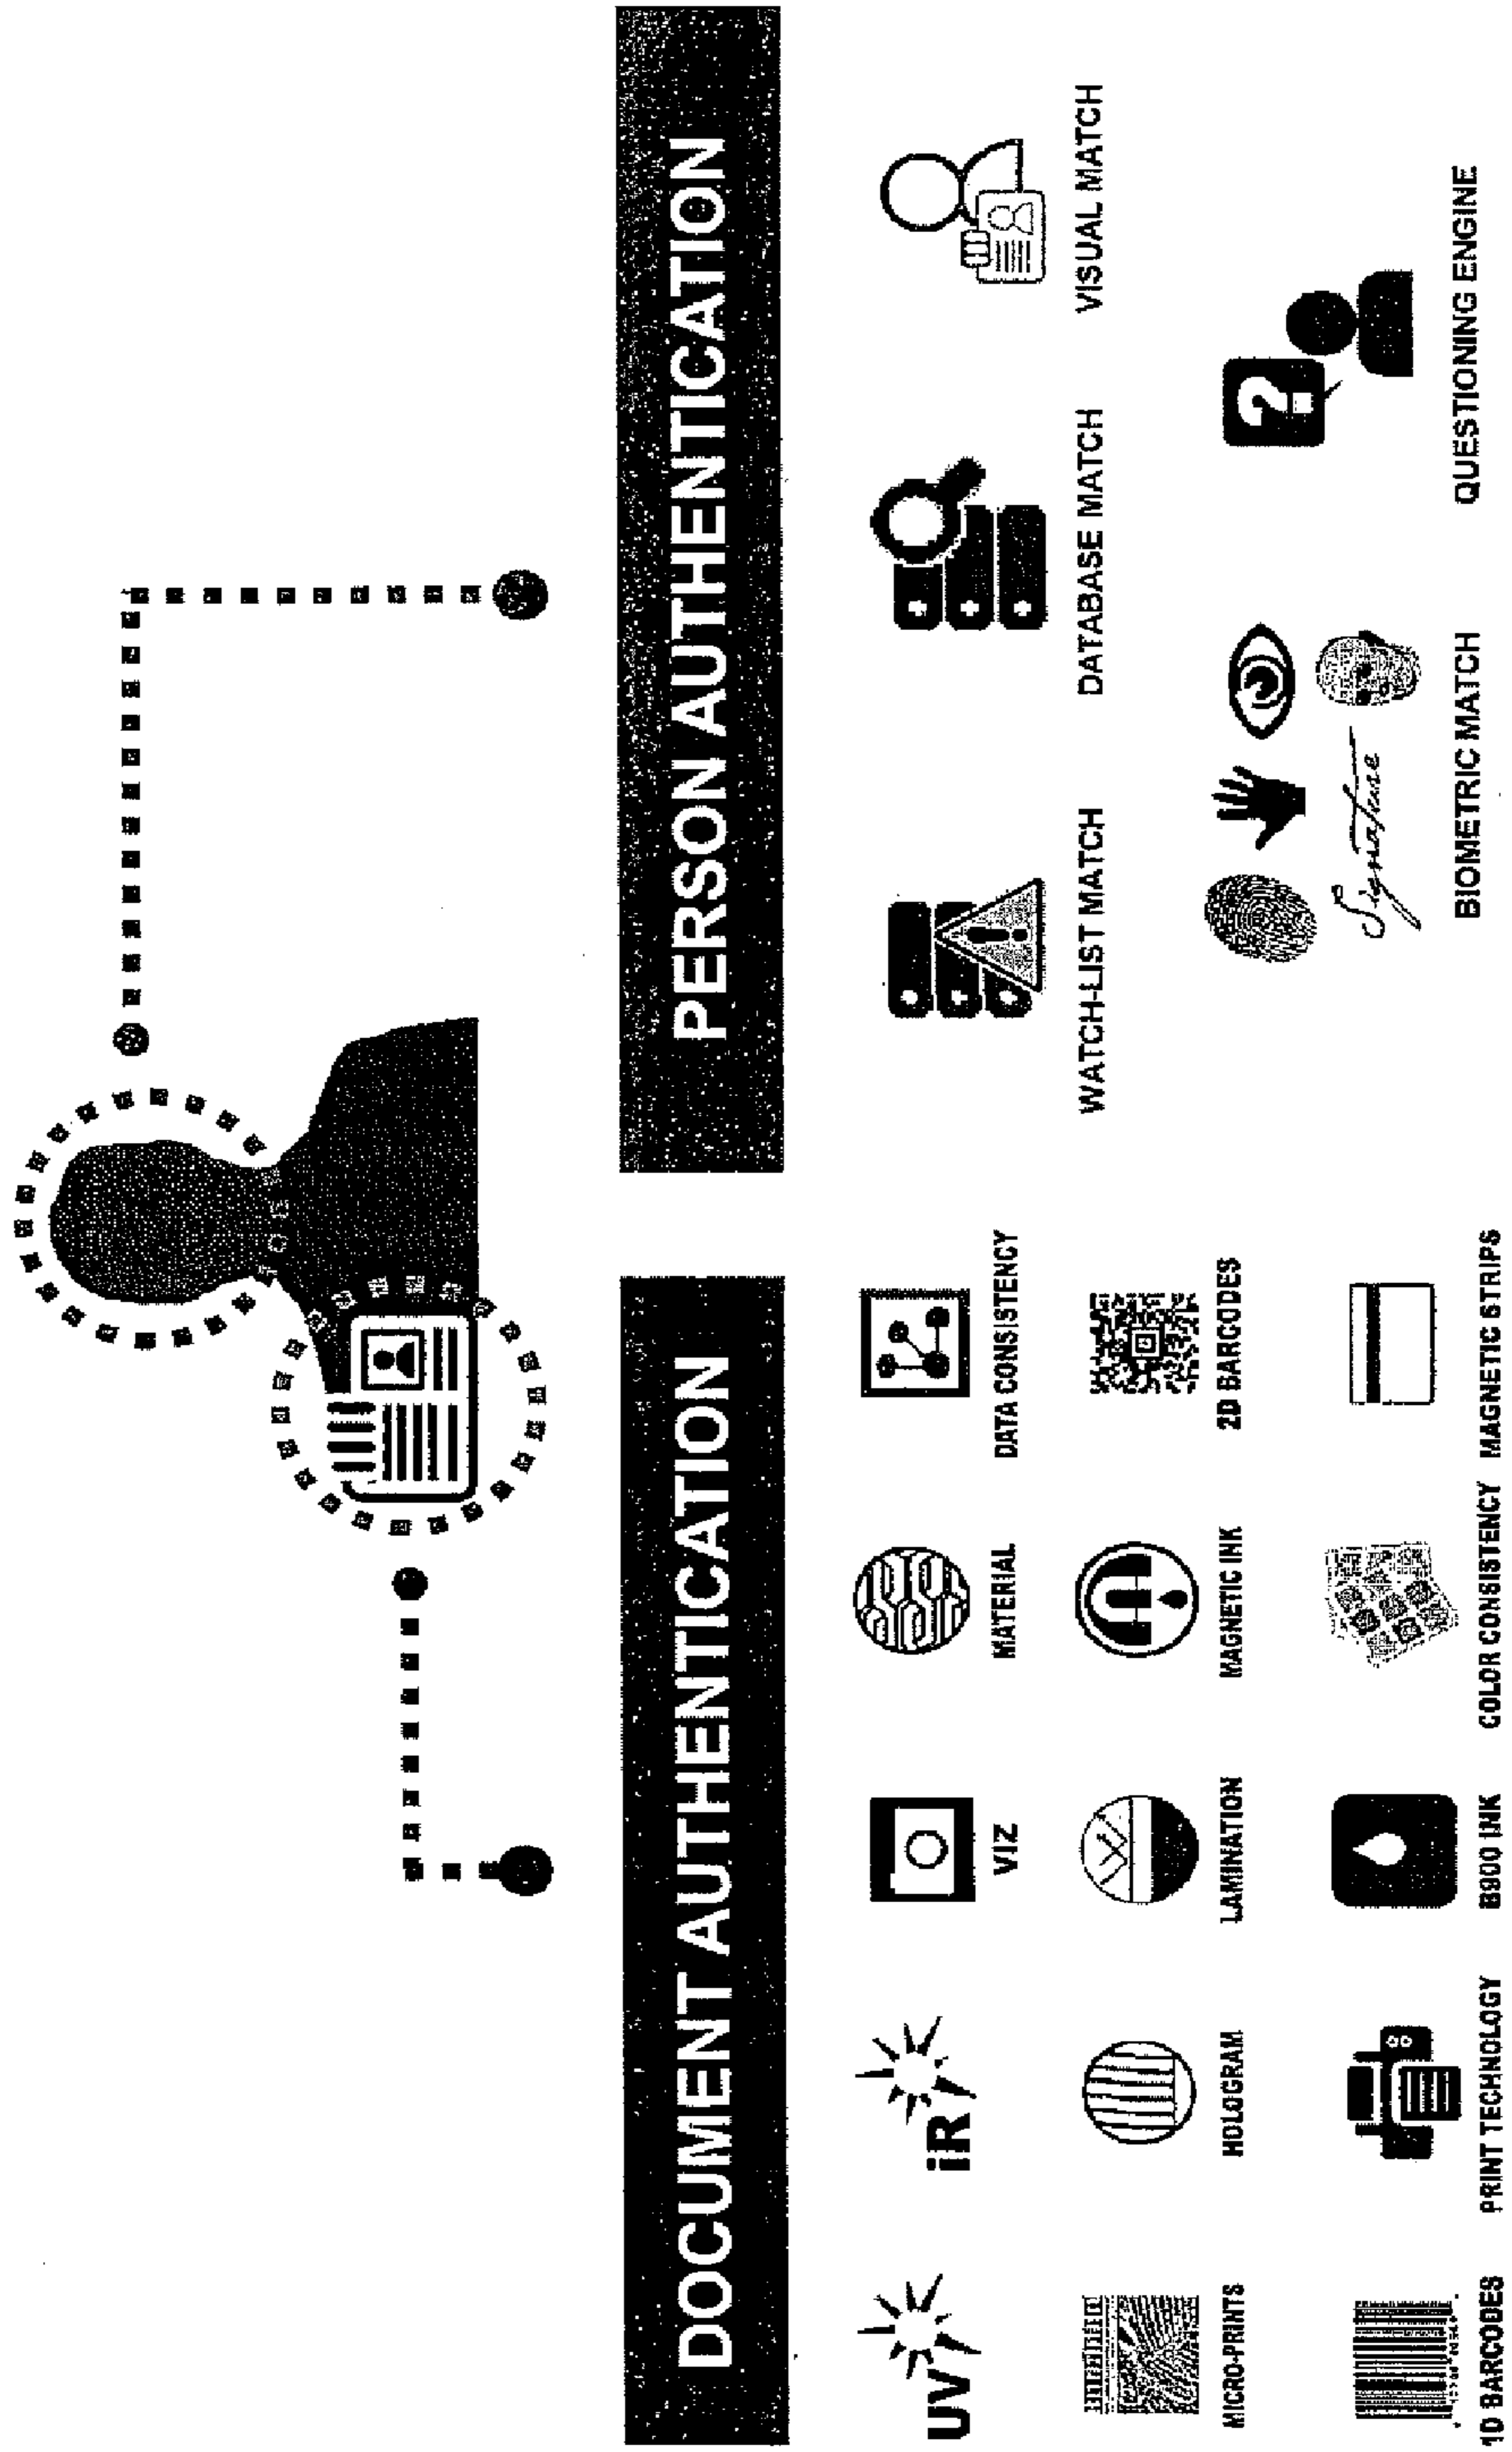 DOCUMENT AUTHENTICATION
UV
iR
VIZ
MATERIAL
DATA CONSISTENCY
MICRO-PRINTS
HOLOGRAM
LAMINATION
MAGNETIC INK
2D BARCODES
1D BARCODES
PRINT TECHNOLOGY
B900 INK
COLOR CONSISTENCY
MAGNETIC STRIPS
PERSON AUTHENTICATION
WATCH-LIST MATCH
DATABASE MATCH
?
VISUAL MATCH
Signature
BIOMETRIC MATCH
QUESTIONING ENGINE